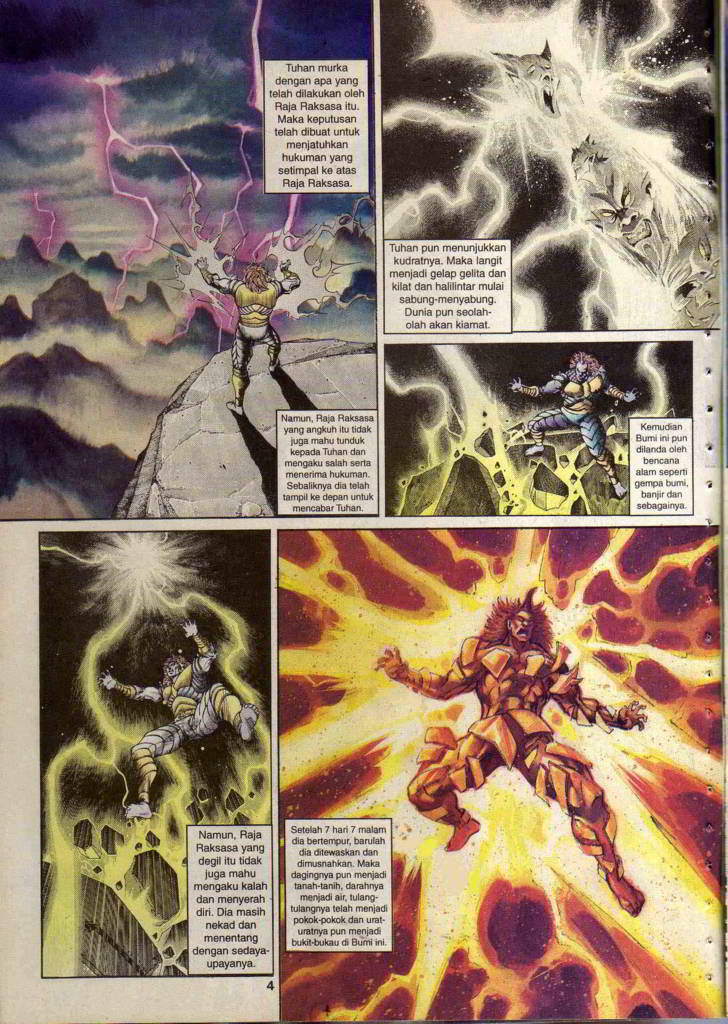 Tuhan murka
dengan apa yang
telah dilakukan oleh
Raja Raksasa itu.
Maka keputusan
telah dibuat untuk
menjatuhkan
hukuman yang
setimpal ke atas
Raja Raksasa.
Namun, Raja Raksasa
yang angkuh itu tidak
juga mahu tunduk
kepada Tuhan dan
mengaku salah serta
menerima hukuman.
Sebaliknya dia telah
tampil ke depan untuk
mencabar Tuhan.
Tuhan pun menunjukkan
kudratnya. Maka langit
menjadi gelap gelita dan
kilat dan halilintar mulai
sabung-menyabung.
Dunia pun seolah-
olah akan kiamat.
Kemudian
Bumi ini pun
dilanda oleh
bencana
alam seperti
gempa bumi,
banjir dan
sebagainya.
Namun, Raja
Raksasa yang
degil itu tidak
juga mahu
mengaku kalah
dan menyerah
diri. Dia masih
nekad dan
menentang
dengan sedaya-
upayanya.
Setelah 7 hari 7 malam
dia bertempur, barulah
dia ditewaskan dan
dimusnahkan. Maka
dagingnya pun menjadi
tanah-tanih, darahnya
menjadi air, tulang-
tulangnya telah menjadi
pokok-pokok dan urat-
uratnya pun menjadi
bukit-bukau di Bumi ini.
4